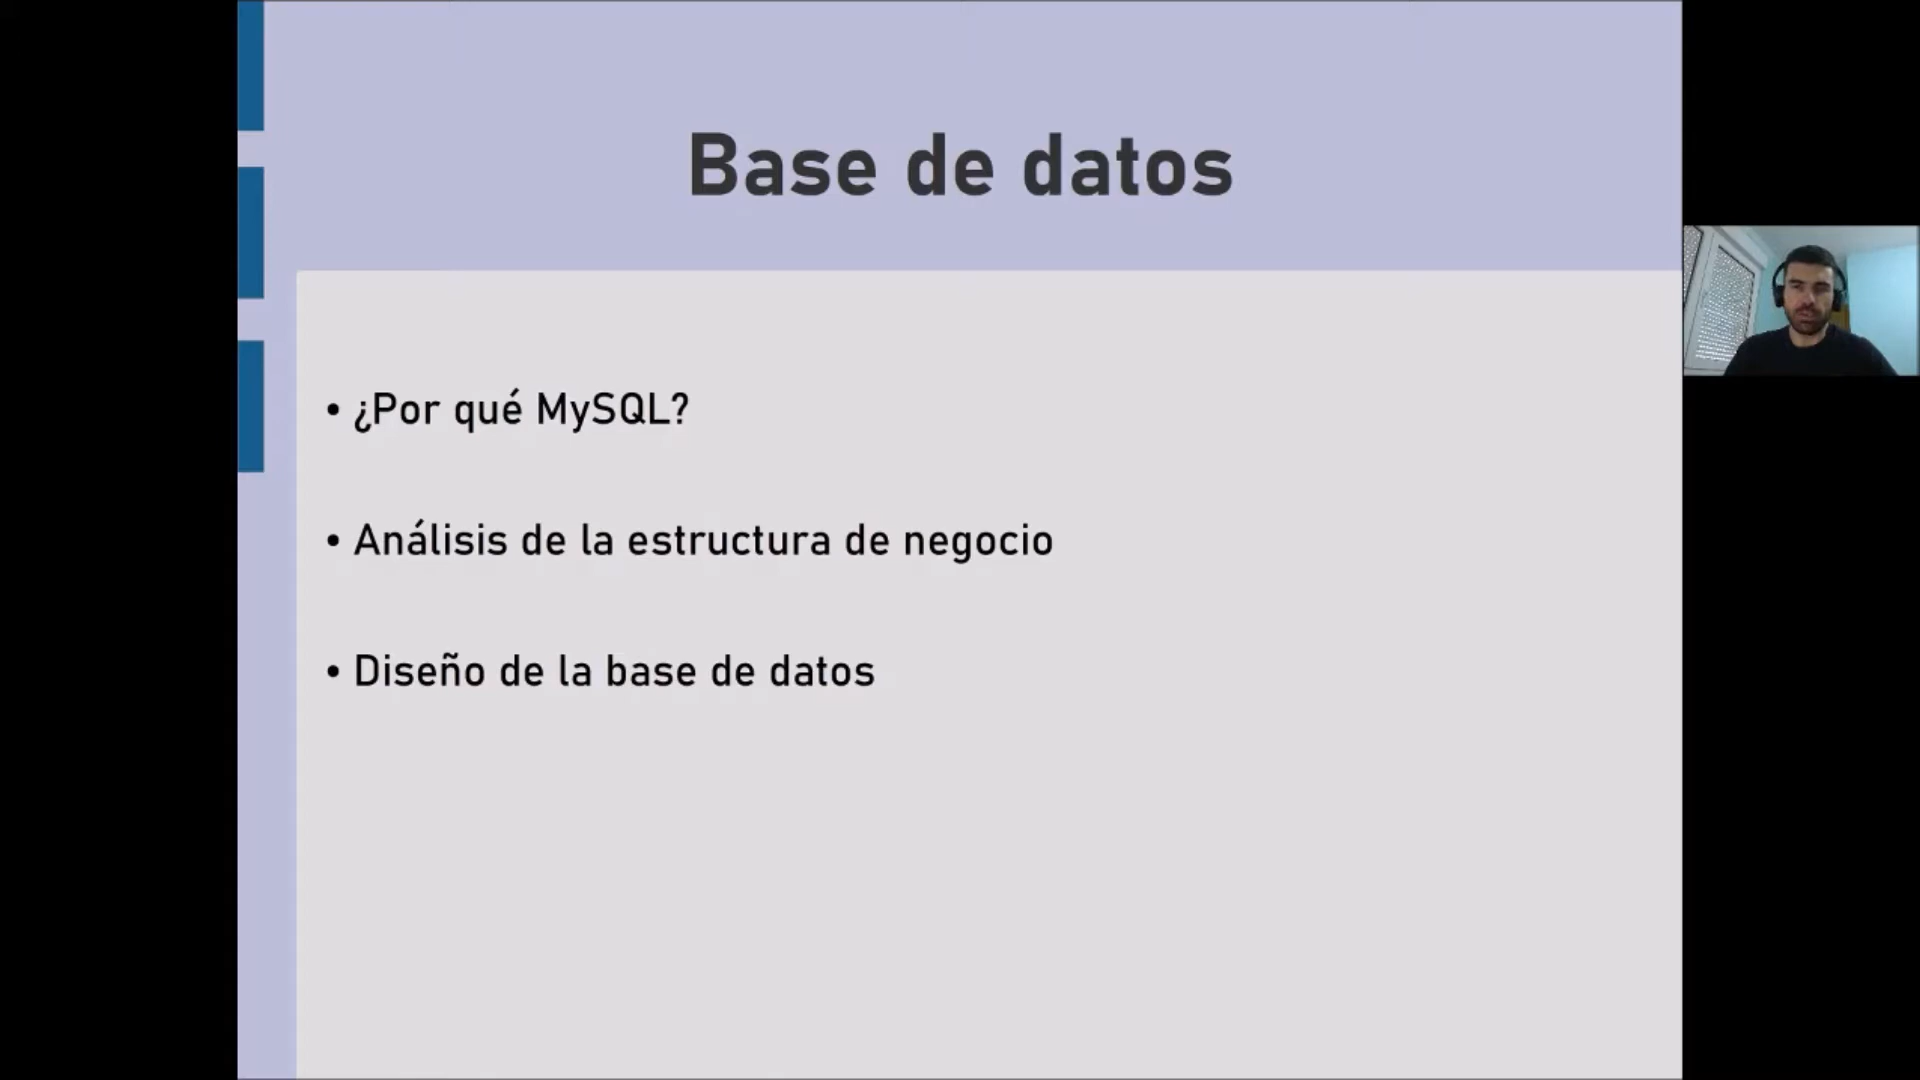 Base de datos
• ¿Por qué MySQL?
• Análisis de la estructura de negocio
• Diseño de la base de datos